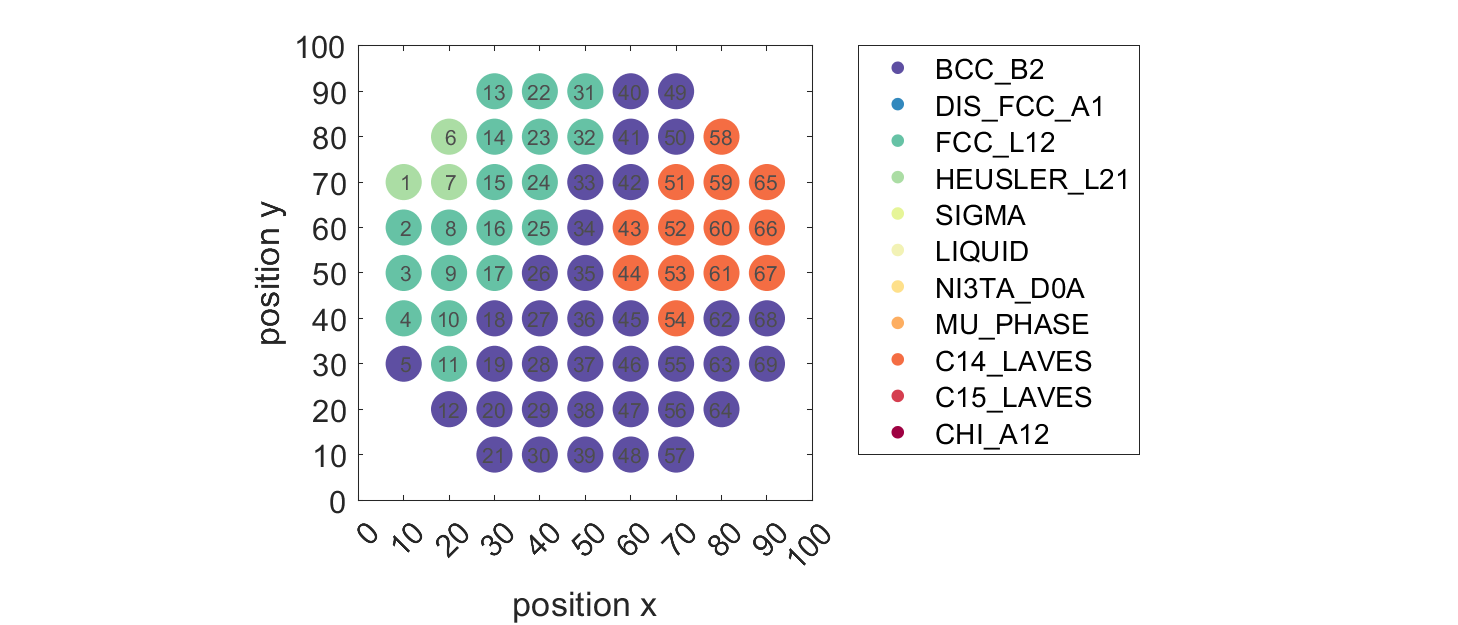 100
90
80
70
60
50
40
30
20
10
0
position y
13 22 31 40 49
6 14 23 32 41 50 58
1 7 15 24 33 42 51 59 65
2 8 16 25 34 43 52 60 66
3 9 17 26 35 44 53 61 67
4 10 18 27 36 45 54 62 68
5 11 19 28 37 46 55 63 69
12 20 29 38 47 56 64
21 30 39 48 57
0 10 20 30 40 50 60 70 80 90 100
position x
BCC_B2
DIS_FCC_A1
FCC_L12
HEUSLER_L21
SIGMA
LIQUID
NI3TA_D0A
MU_PHASE
C14_LAVES
C15_LAVES
CHI_A12